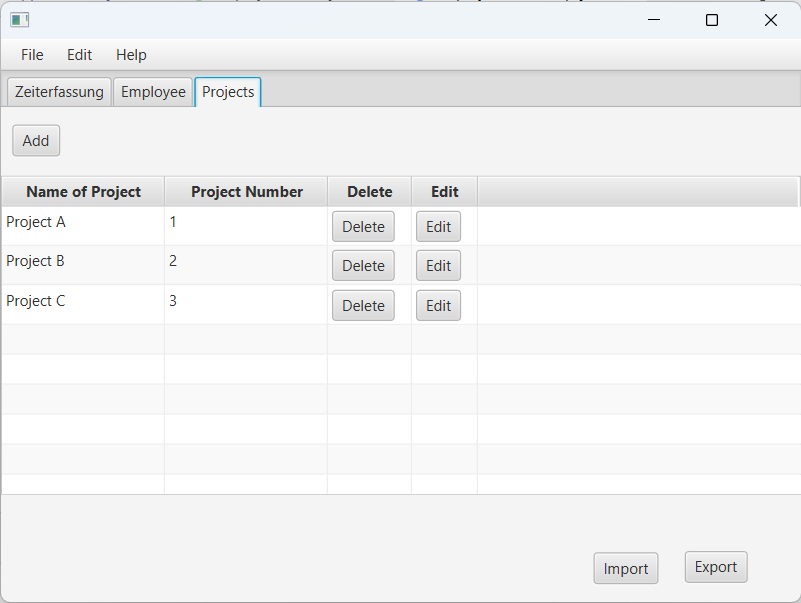 File Edit Help
Zeiterfassung Employee Projects
Add
Name of Project Project Number Delete Edit
Project A 1 Delete Edit
Project B 2 Delete Edit
Project C 3 Delete Edit
Import Export